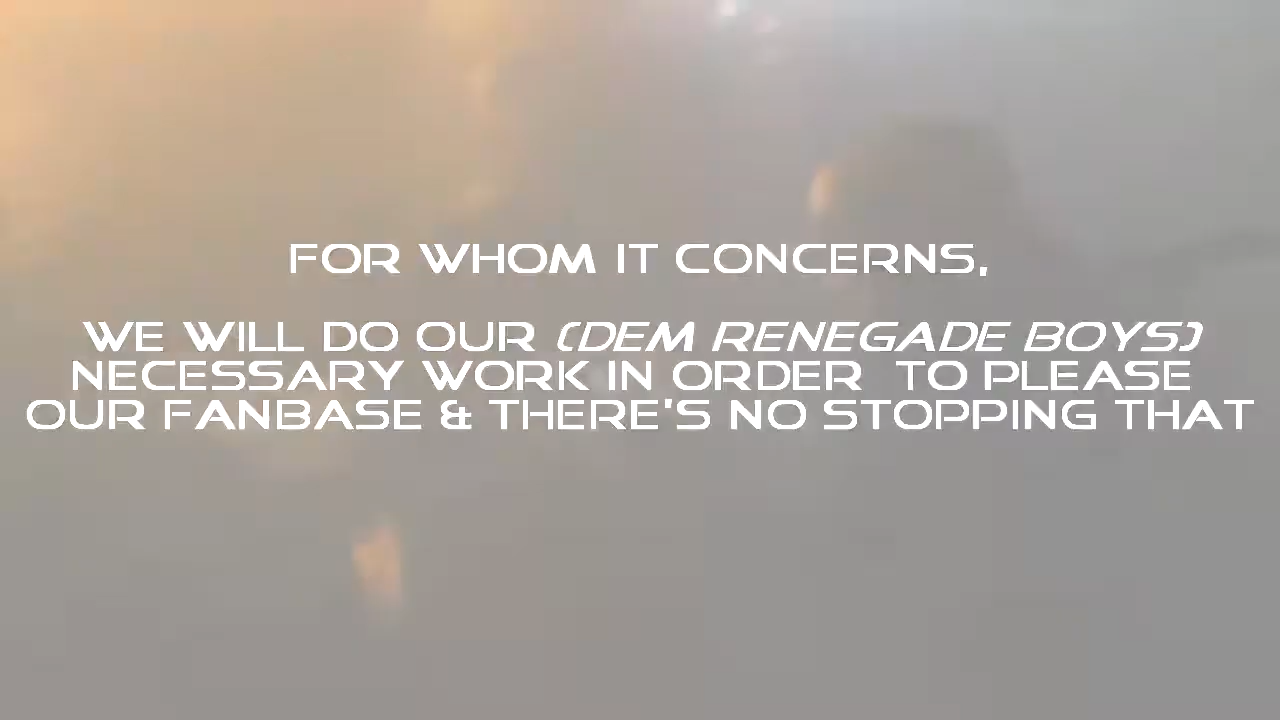 FOR WHOM IT CONCERNS,
WE WILL DO OUR (DEM RENEGADE BOYS)
NECESSARY WORK IN ORDER TO PLEASE
OUR FANBASE & THERE'S NO STOPPING THAT